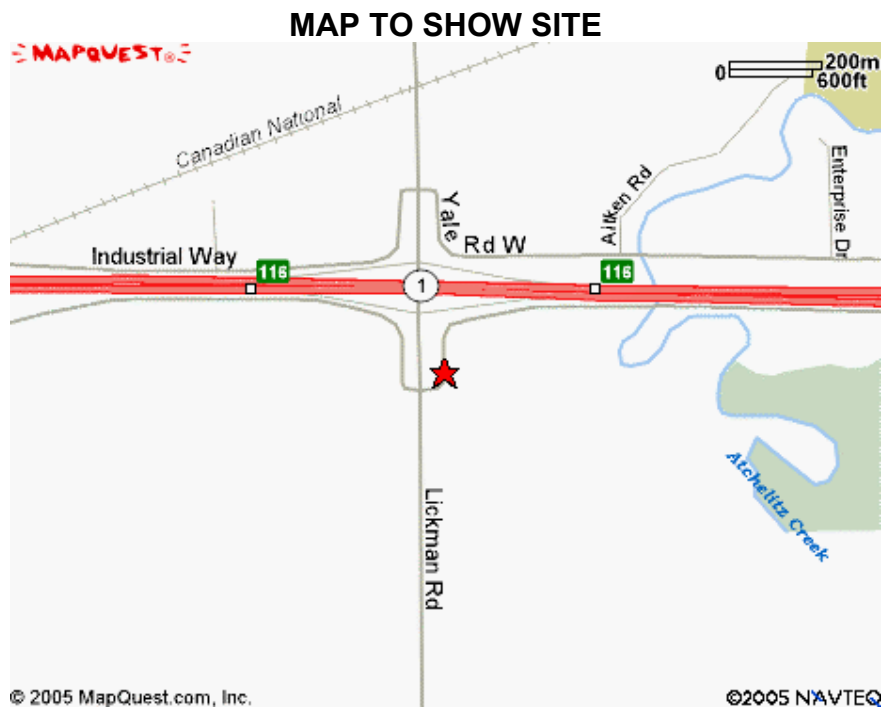 MAP TO SHOW SITE
MAPQUEST®
0 200m
600ft
Canadian National
Yale
Rd W
Aitken Rd
Enterprise Dr
Industrial Way
116
116
1
Lickman Rd
Atchelitz Creek
© 2005 MapQuest.com, Inc.
©2005 NAVTEQ